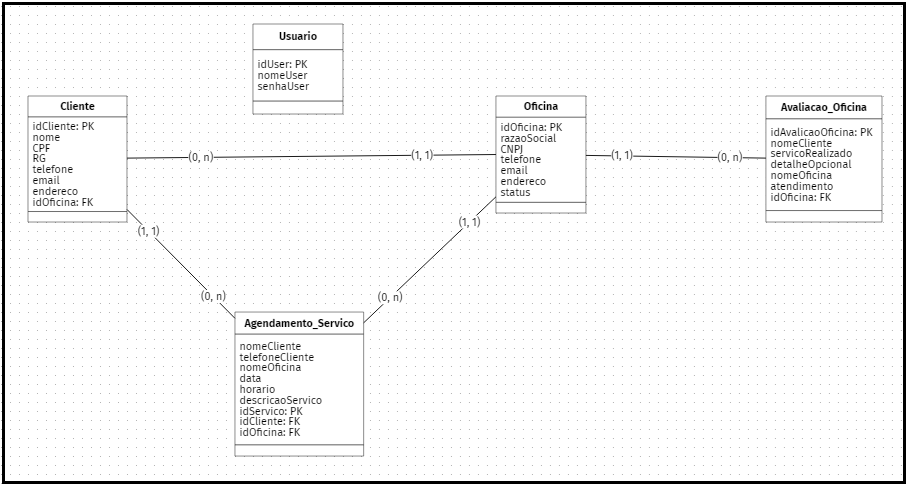 Usuario
idUser: PK
nomeUser
senhaUser
Cliente
idCliente: PK
nome
CPF
RG
telefone
email
endereco
idOficina: FK
(0, n)
(1, 1)
Oficina
idOficina: PK
razaoSocial
CNPJ
telefone
email
endereco
status
(1, 1)
(0, n)
Avaliacao_Oficina
idAvalicaoOficina: PK
nomeCliente
servicoRealizado
detalheOpcional
nomeOficina
atendimento
idOficina: FK
(1, 1)
(0, n)
(1, 1)
(0, n)
Agendamento_Servico
nomeCliente
telefoneCliente
nomeOficina
data
horario
descricaoServico
idServico: PK
idCliente: FK
idOficina: FK